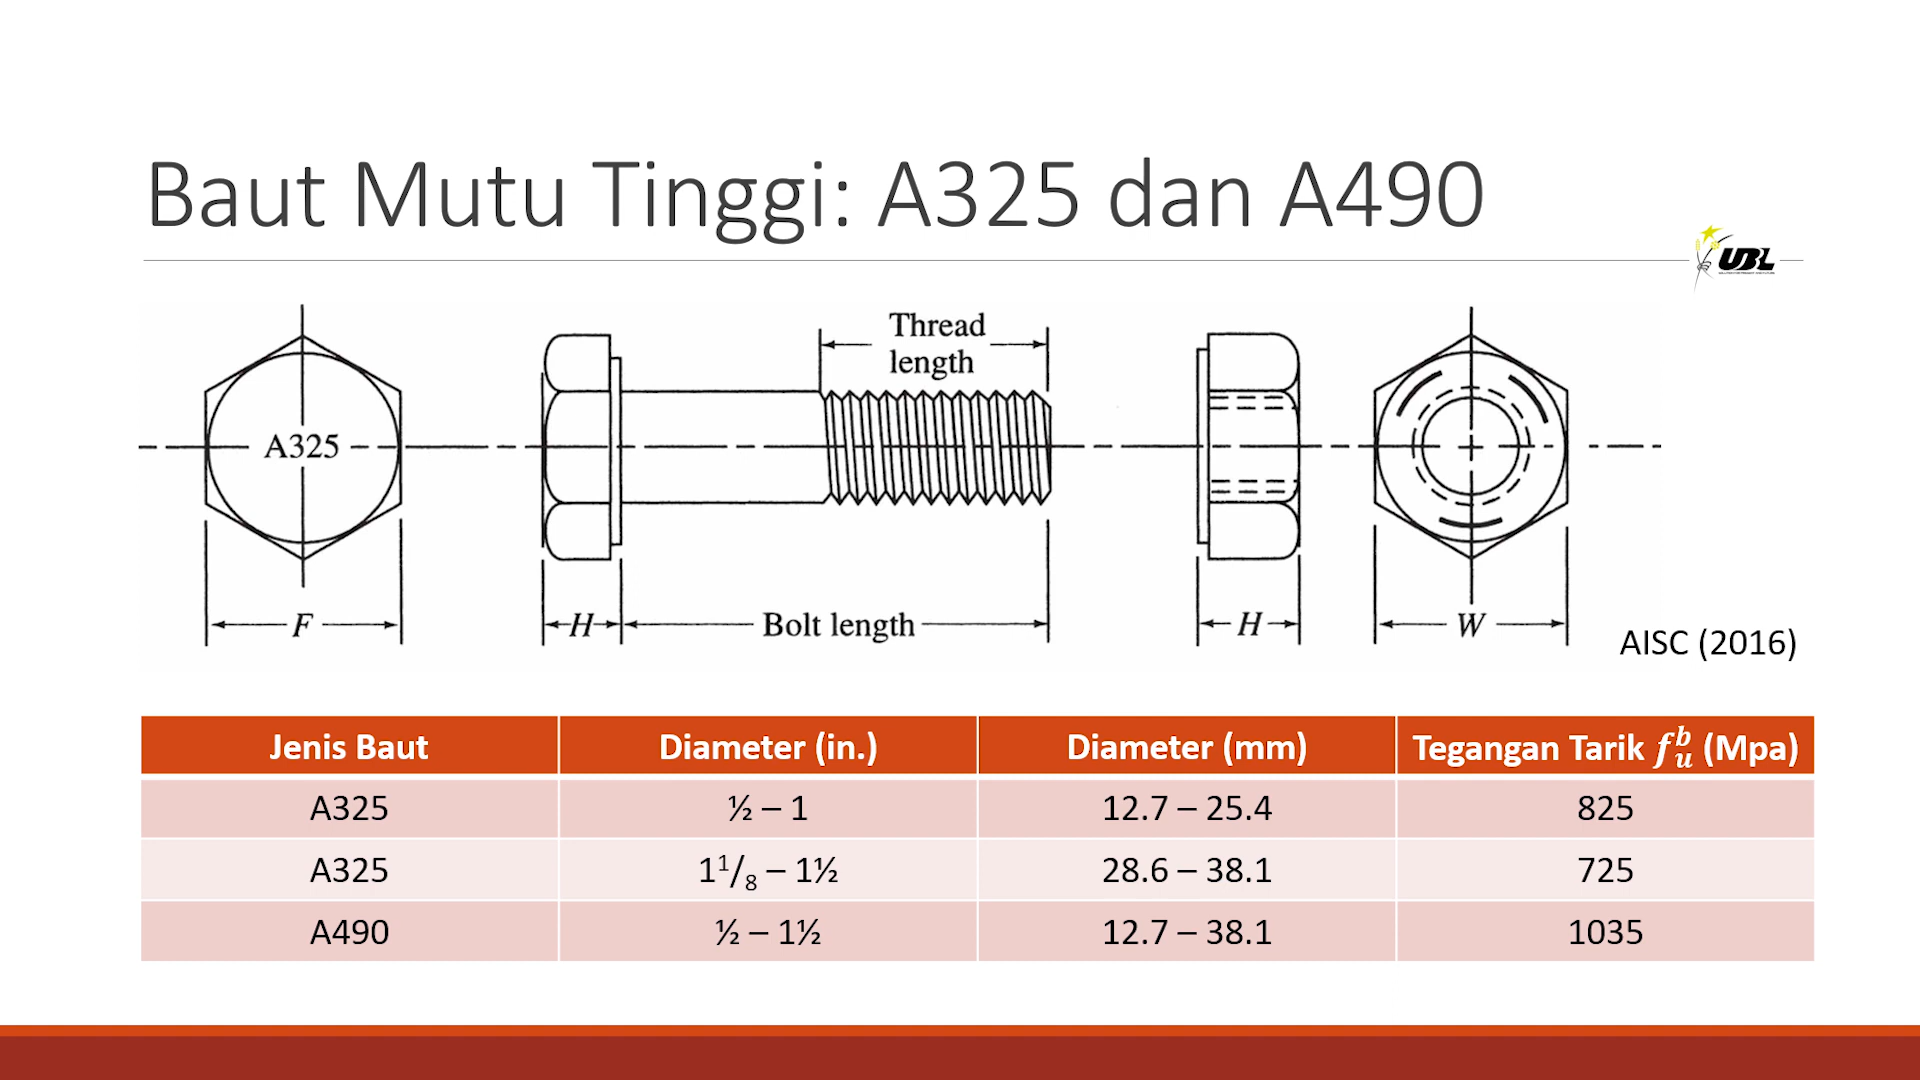 Baut Mutu Tinggi: A325 dan A490
UBL
Thread
length
A325
F
H
Bolt length
H
W
AISC (2016)
Jenis Baut Diameter (in.) Diameter (mm) Tegangan Tarik fᵤᵇ (Mpa)
A325 ½ – 1 12.7 – 25.4 825
A325 1¹/₈ – 1½ 28.6 – 38.1 725
A490 ½ – 1½ 12.7 – 38.1 1035